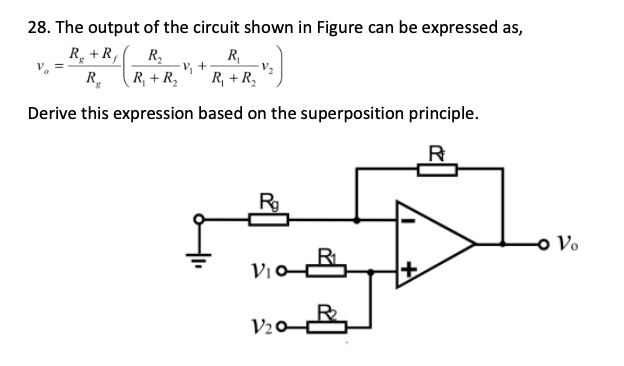 28. The output of the circuit shown in Figure can be expressed as,
v_o = \frac{R_g + R_f}{R_g} \left( \frac{R_2}{R_1 + R_2} v_1 + \frac{R_1}{R_1 + R_2} v_2 \right)
Derive this expression based on the superposition principle.
Rf
Rg
−
Vo
V1
R1
+
V2
R2